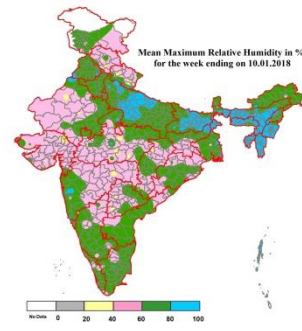 Mean Maximum Relative Humidity in %
for the week ending on 10.01.2018
No Data 0 20 40 60 80 100